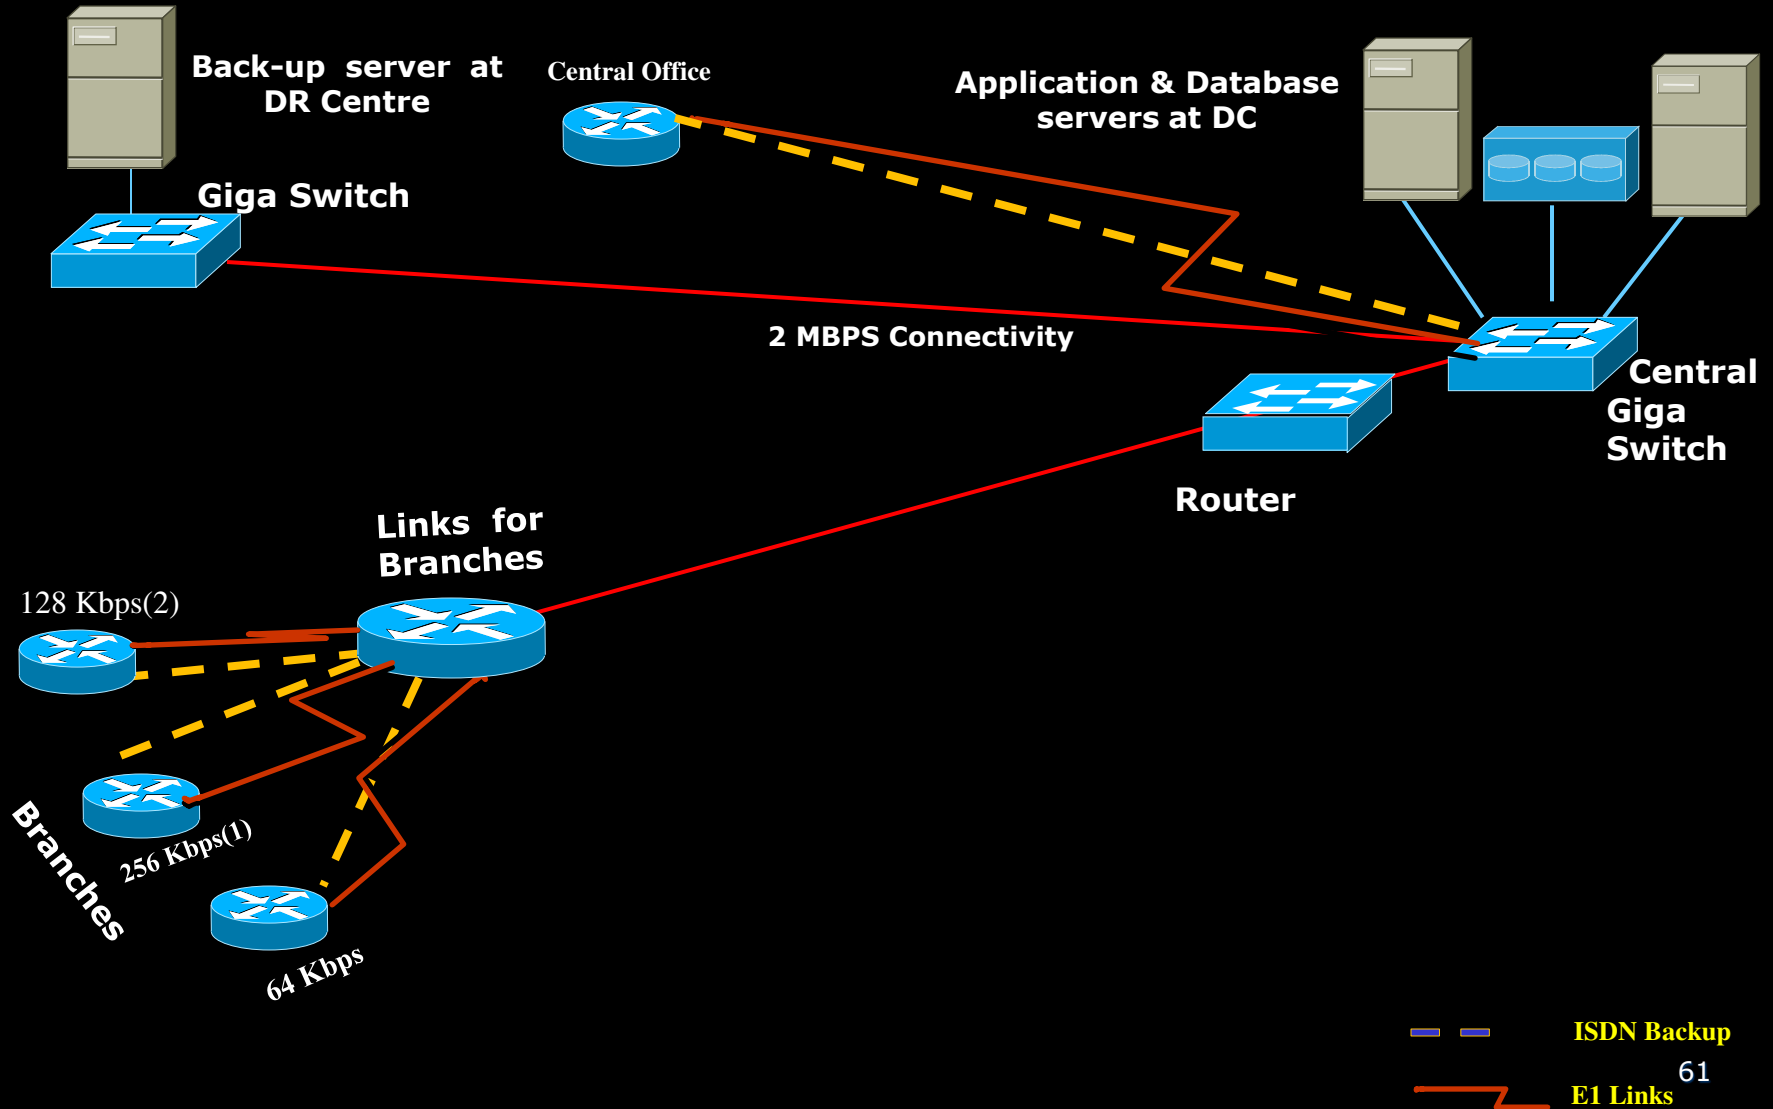 Back-up server at
DR Centre
Central Office
Application & Database
servers at DC
Giga Switch
2 MBPS Connectivity
Central
Giga
Switch
Router
Links for
Branches
128 Kbps(2)
Branches
256 Kbps(1)
64 Kbps
ISDN Backup
61
E1 Links